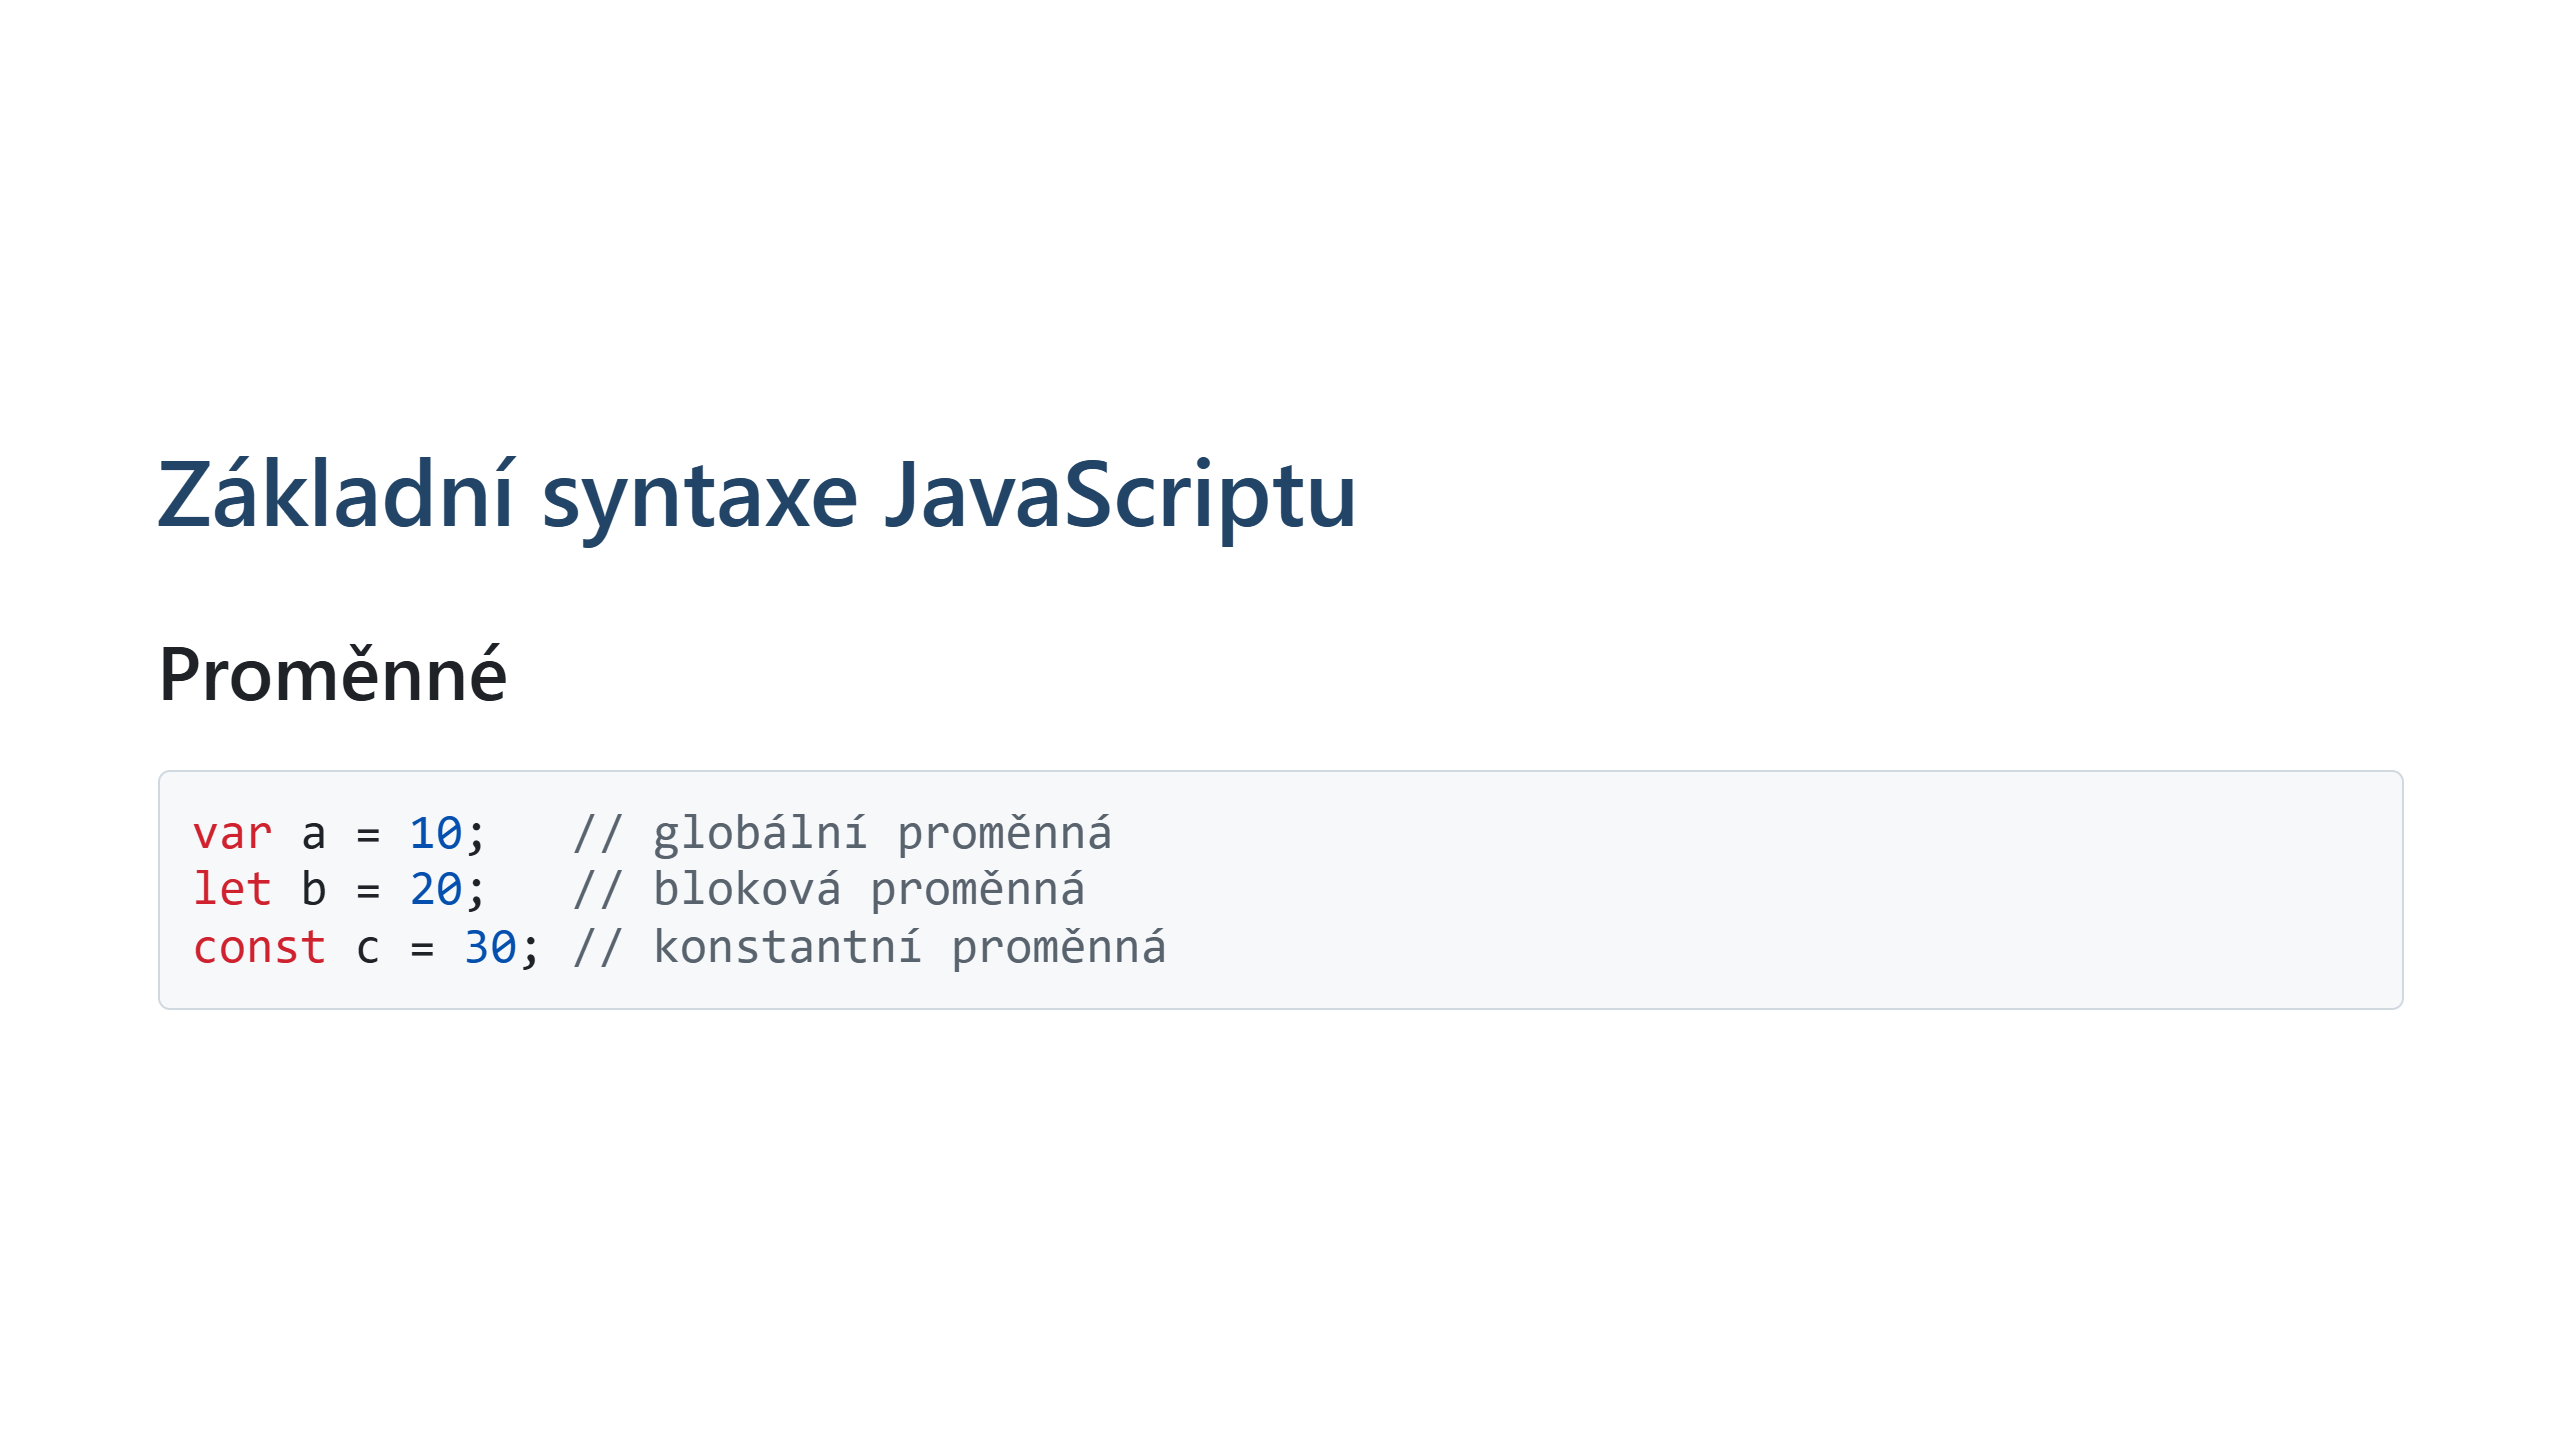 Základní syntaxe JavaScriptu
Proměnné
var a = 10;   // globální proměnná
let b = 20;   // bloková proměnná
const c = 30; // konstantní proměnná